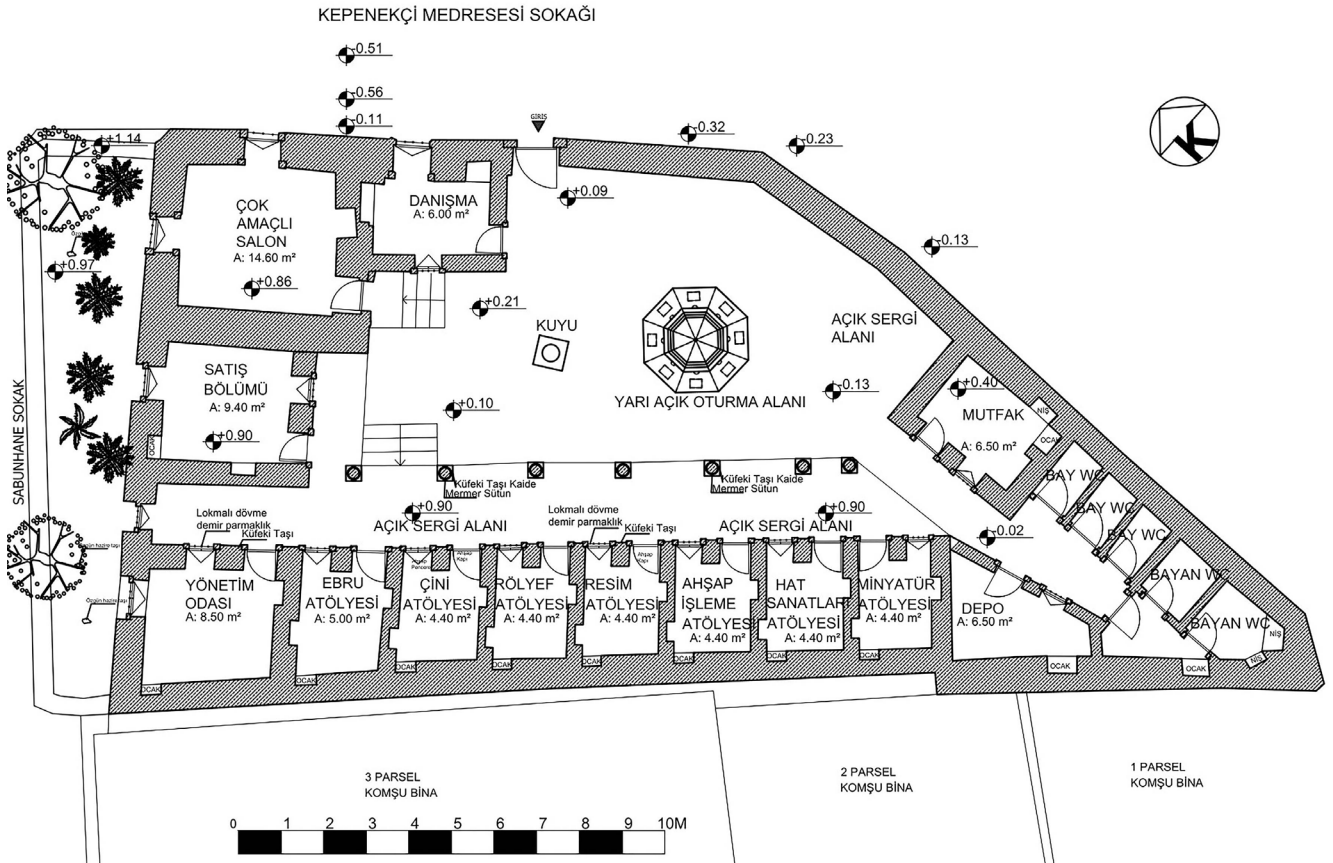 KEPENEKÇİ MEDRESESİ SOKAĞI
-0.51
-0.56
-0.11
+1.14
GİRİŞ
-0.32
-0.23
K
+0.09
DANIŞMA
A: 6.00 m²
ÇOK
AMAÇLI
SALON
A: 14.60 m²
+0.86
+0.97
-0.13
+0.21
KUYU
AÇIK SERGİ
ALANI
-0.13
YARI AÇIK OTURMA ALANI
SATIŞ
BÖLÜMÜ
A: 9.40 m²
+0.90
OCAK
+0.10
+0.40
MUTFAK
A: 6.50 m²
NİŞ
OCAK
SABUNHANE SOKAK
BAY WC
BAY WC
BAY WC
BAYAN WC
BAYAN WC
NİŞ
NİŞ
Küfeki Taşı Kaide
Mermer Sütun
Küfeki Taşı Kaide
Mermer Sütun
+0.90
AÇIK SERGİ ALANI
+0.90
AÇIK SERGİ ALANI
-0.02
Lokmalı dövme
demir parmaklık
Küfeki Taşı
Lokmalı dövme
demir parmaklık
Küfeki Taşı
Ahşap
Kapı
Ahşap
Kapı
YÖNETİM
ODASI
A: 8.50 m²
EBRU
ATÖLYESİ
A: 5.00 m²
ÇİNİ
ATÖLYESİ
A: 4.40 m²
RÖLYEF
ATÖLYESİ
A: 4.40 m²
RESİM
ATÖLYESİ
A: 4.40 m²
AHŞAP
İŞLEME
ATÖLYESİ
A: 4.40 m²
HAT
SANATLARI
ATÖLYESİ
A: 4.40 m²
MİNYATÜR
ATÖLYESİ
A: 4.40 m²
DEPO
A: 6.50 m²
OCAK
OCAK
OCAK
OCAK
OCAK
OCAK
OCAK
OCAK
OCAK
OCAK
3 PARSEL
KOMŞU BİNA
2 PARSEL
KOMŞU BİNA
1 PARSEL
KOMŞU BİNA
0 1 2 3 4 5 6 7 8 9 10M